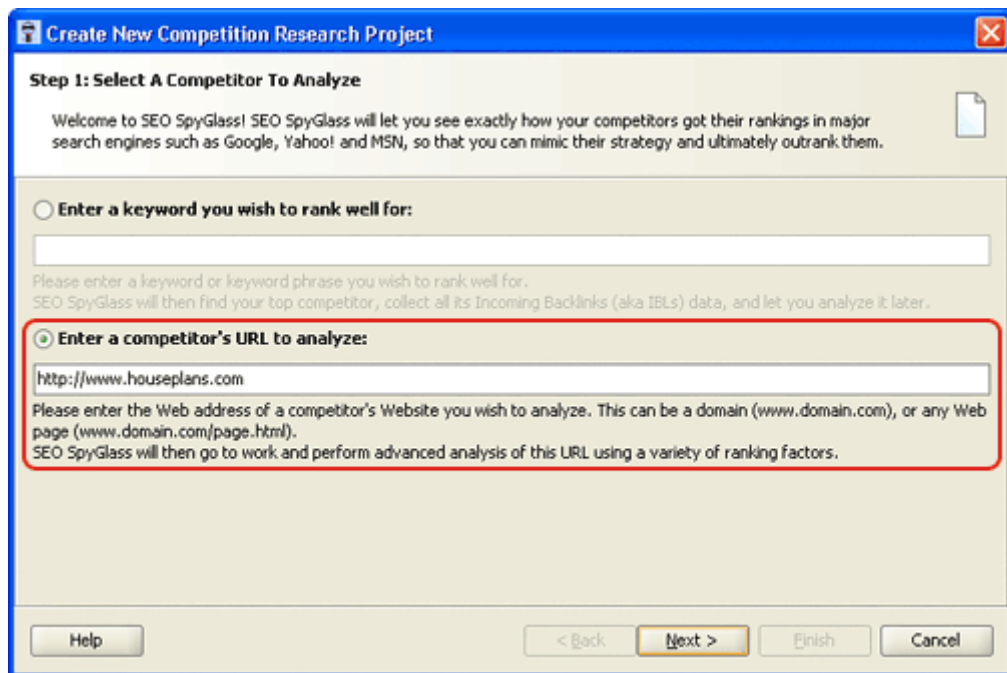 Create New Competition Research Project
Step 1: Select A Competitor To Analyze
Welcome to SEO SpyGlass! SEO SpyGlass will let you see exactly how your competitors got their rankings in major
search engines such as Google, Yahoo! and MSN, so that you can mimic their strategy and ultimately outrank them.
Enter a keyword you wish to rank well for:
Please enter a keyword or keyword phrase you wish to rank well for.
SEO SpyGlass will then find your top competitor, collect all its Incoming Backlinks (aka IBLs) data, and let you analyze it later.
Enter a competitor's URL to analyze:
http://www.houseplans.com
Please enter the Web address of a competitor's Website you wish to analyze. This can be a domain (www.domain.com), or any Web
page (www.domain.com/page.html).
SEO SpyGlass will then go to work and perform advanced analysis of this URL using a variety of ranking factors.
Help < Back Next > Finish Cancel